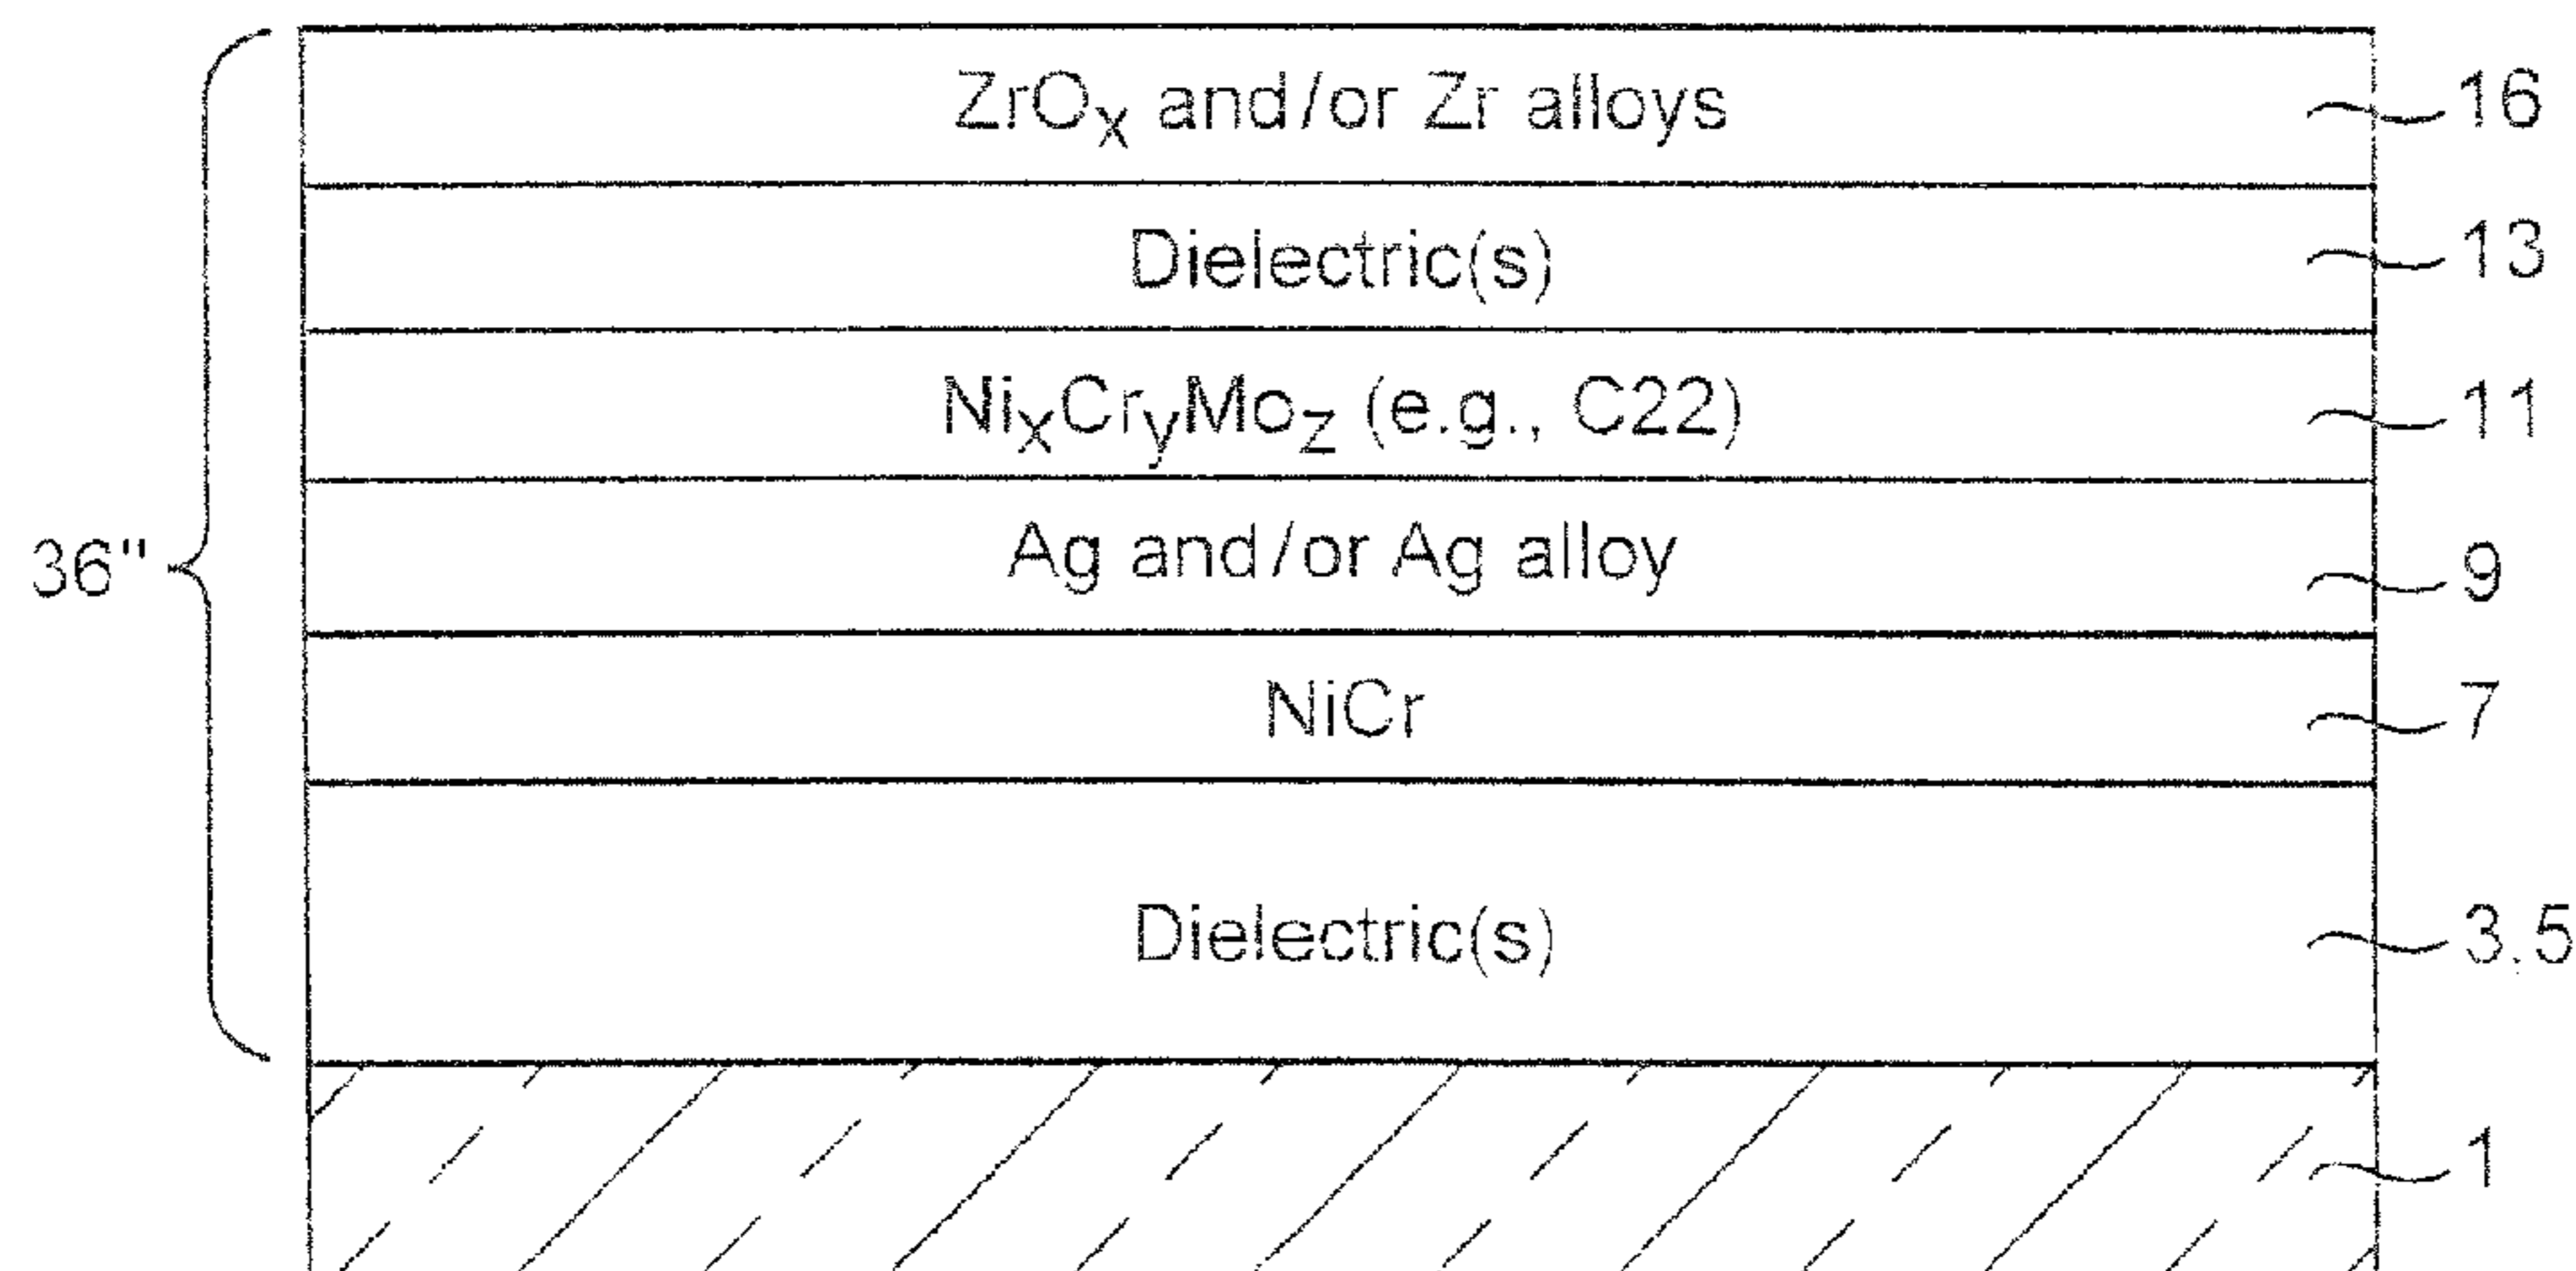 ZrOₓ and/or Zr alloys 16
Dielectric(s) 13
NiₓCrᵧMo_z (e.g., C22) 11
Ag and/or Ag alloy 9
36"
NiCr 7
Dielectric(s) 3.5
1